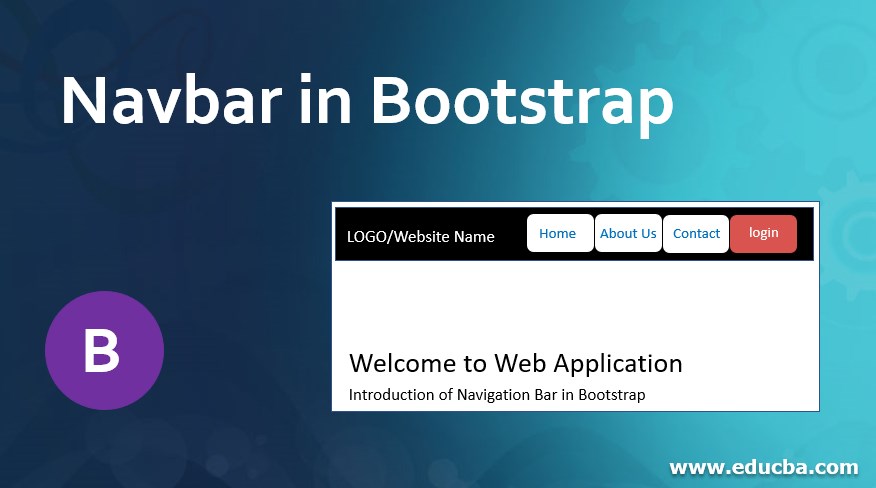 Navbar in Bootstrap
LOGO/Website Name Home About Us Contact login
B
Welcome to Web Application
Introduction of Navigation Bar in Bootstrap
www.educba.com